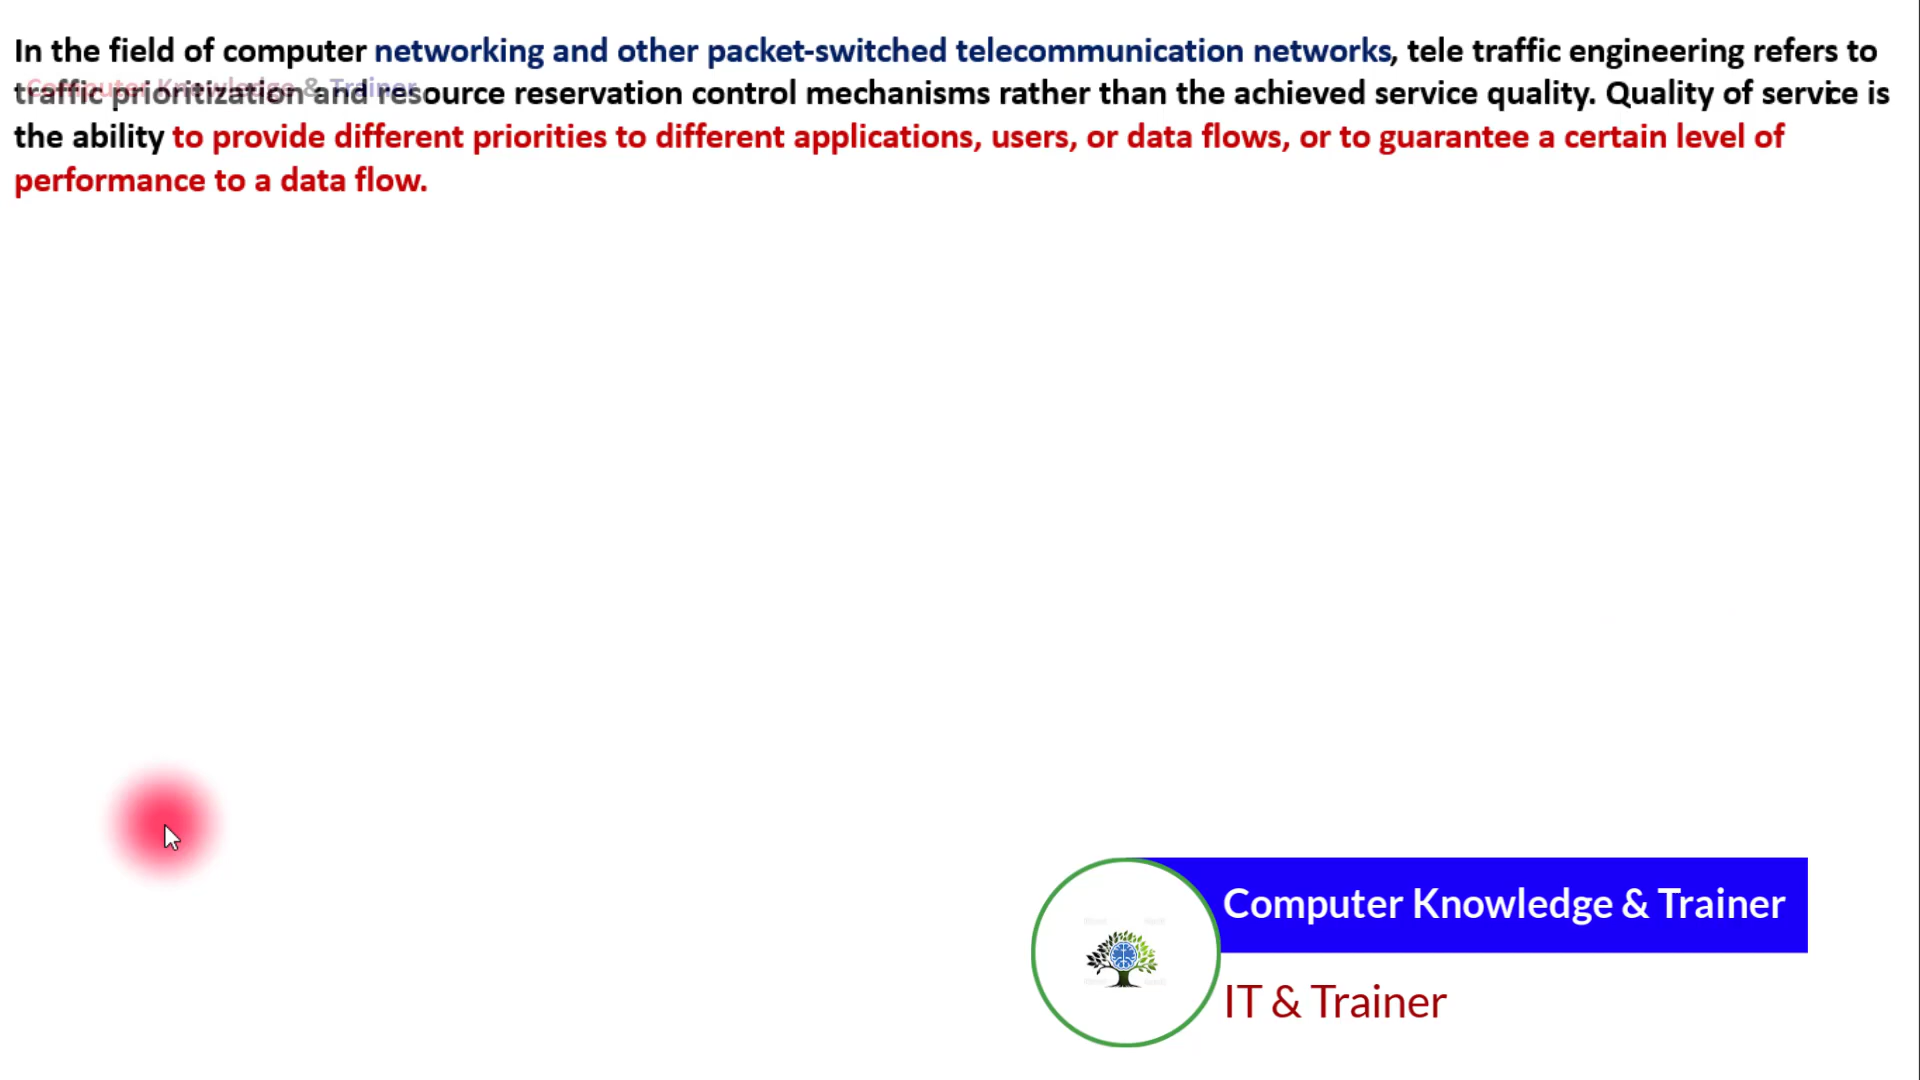 In the field of computer networking and other packet-switched telecommunication networks, tele traffic engineering refers to
traffic prioritization and resource reservation control mechanisms rather than the achieved service quality. Quality of service is
the ability to provide different priorities to different applications, users, or data flows, or to guarantee a certain level of
performance to a data flow.
Computer Knowledge & Trainer
Computer Knowledge & Trainer
IT & Trainer